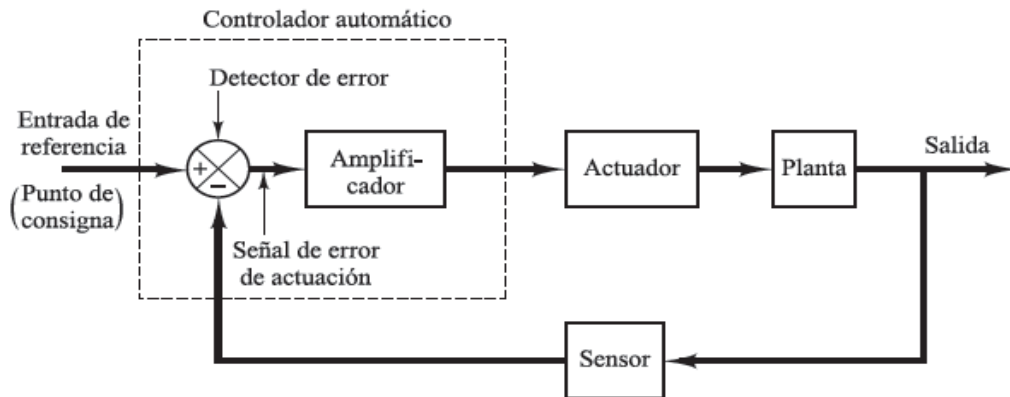 Controlador automático
Detector de error
Entrada de
referencia
(Punto de
consigna)
+
−
Amplifi-
cador
Actuador
Planta
Salida
Señal de error
de actuación
Sensor